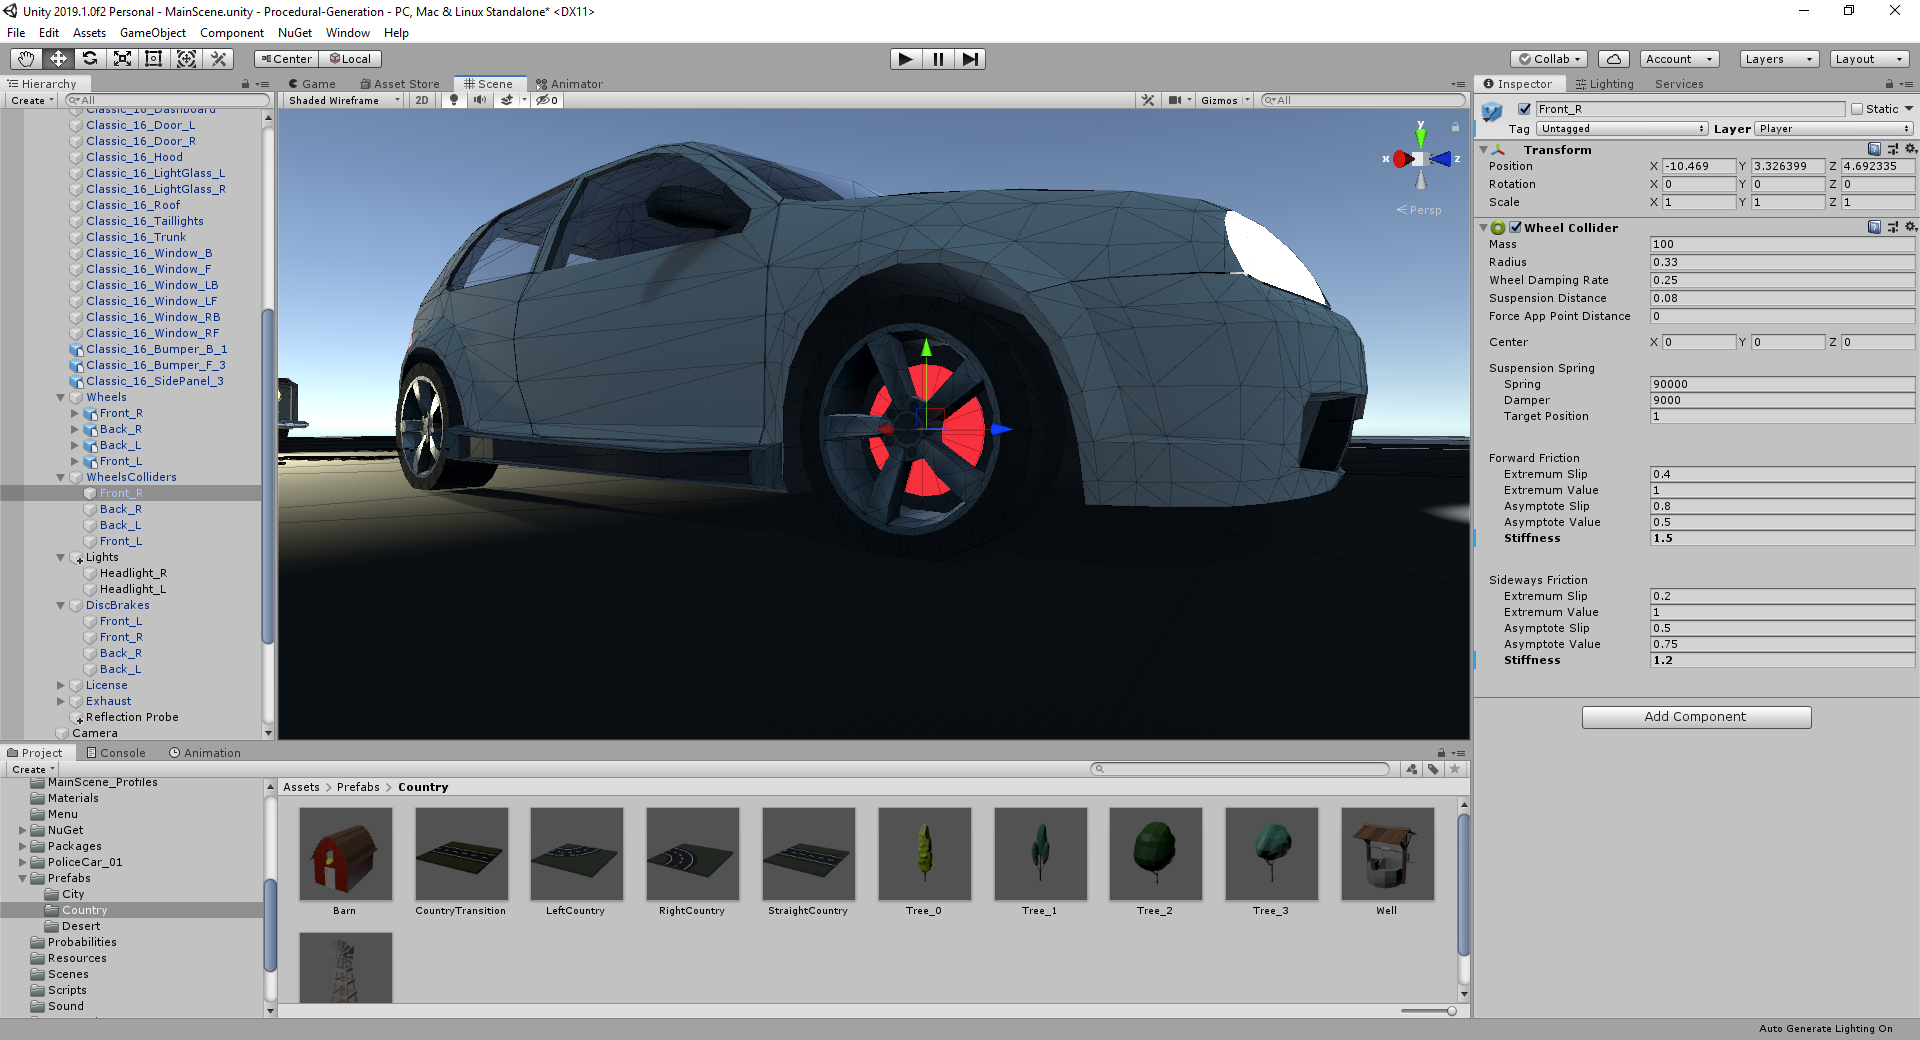 Unity 2019.1.0f2 Personal - MainScene.unity - Procedural-Generation - PC, Mac & Linux Standalone* <DX11>
File Edit Assets GameObject Component NuGet Window Help
Center Local
Collab Account Layers Layout
Hierarchy
Create All
Classic_16_Dashboard
Classic_16_Door_L
Classic_16_Door_R
Classic_16_Hood
Classic_16_LightGlass_L
Classic_16_LightGlass_R
Classic_16_Roof
Classic_16_Taillights
Classic_16_Trunk
Classic_16_Window_B
Classic_16_Window_F
Classic_16_Window_LB
Classic_16_Window_LF
Classic_16_Window_RB
Classic_16_Window_RF
Classic_16_Bumper_B_1
Classic_16_Bumper_F_3
Classic_16_SidePanel_3
Wheels
Front_R
Back_R
Back_L
Front_L
WheelsColliders
Front_R
Back_R
Back_L
Front_L
Lights
Headlight_R
Headlight_L
DiscBrakes
Front_L
Front_R
Back_R
Back_L
License
Exhaust
Reflection Probe
Camera
Game Asset Store Scene Animator
Shaded Wireframe 2D 0 Gizmos All
y
x z
Persp
Inspector Lighting Services
Front_R Static
Tag Untagged Layer Player
Transform
Position X -10.469 Y 3.326399 Z 4.692335
Rotation X 0 Y 0 Z 0
Scale X 1 Y 1 Z 1
Wheel Collider
Mass 100
Radius 0.33
Wheel Damping Rate 0.25
Suspension Distance 0.08
Force App Point Distance 0
Center X 0 Y 0 Z 0
Suspension Spring
Spring 90000
Damper 9000
Target Position 1
Forward Friction
Extremum Slip 0.4
Extremum Value 1
Asymptote Slip 0.8
Asymptote Value 0.5
Stiffness 1.5
Sideways Friction
Extremum Slip 0.2
Extremum Value 1
Asymptote Slip 0.5
Asymptote Value 0.75
Stiffness 1.2
Add Component
Project Console Animation
Create
MainScene_Profiles
Materials
Menu
NuGet
Packages
PoliceCar_01
Prefabs
City
Country
Desert
Probabilities
Resources
Scenes
Scripts
Sound
Assets > Prefabs > Country
Barn CountryTransition LeftCountry RightCountry StraightCountry Tree_0 Tree_1 Tree_2 Tree_3 Well
Auto Generate Lighting On